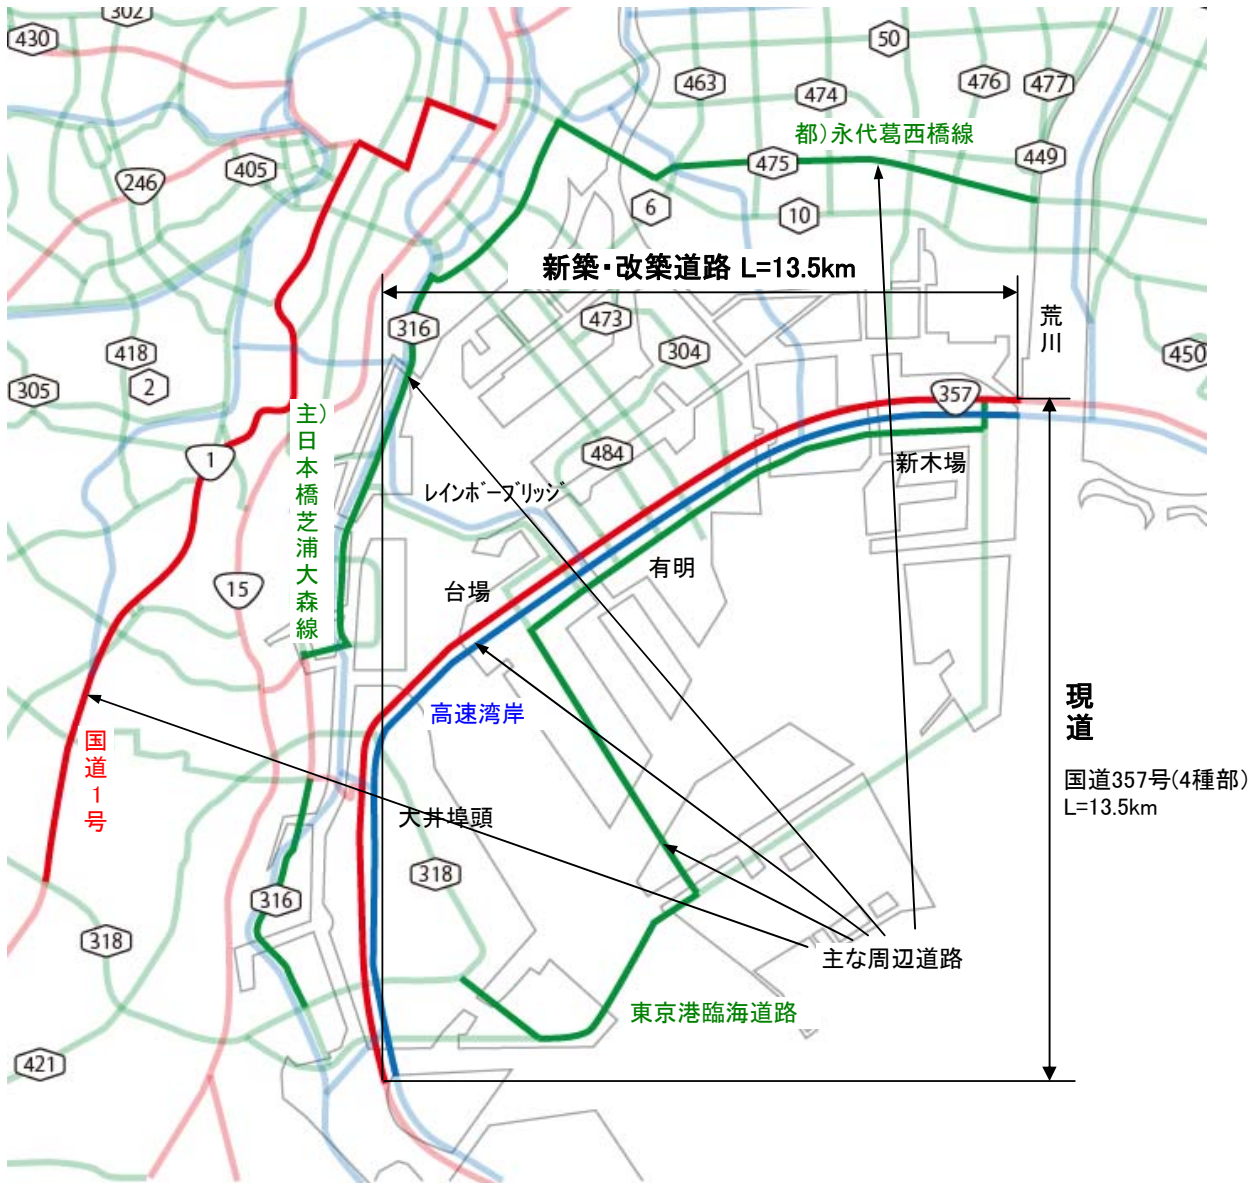 302
430
50
463
474
476
477
都)永代葛西橋線
475
449
405
246
6
10
新築・改築道路 L=13.5km
316
473
304
荒川
418
2
305
450
357
主)日本橋芝浦大森線
1
484
新木場
レインボーブリッジ
有明
15
台場
現道
国道357号(4種部)
L=13.5km
高速湾岸
国道1号
大井埠頭
318
316
318
主な周辺道路
東京港臨海道路
421